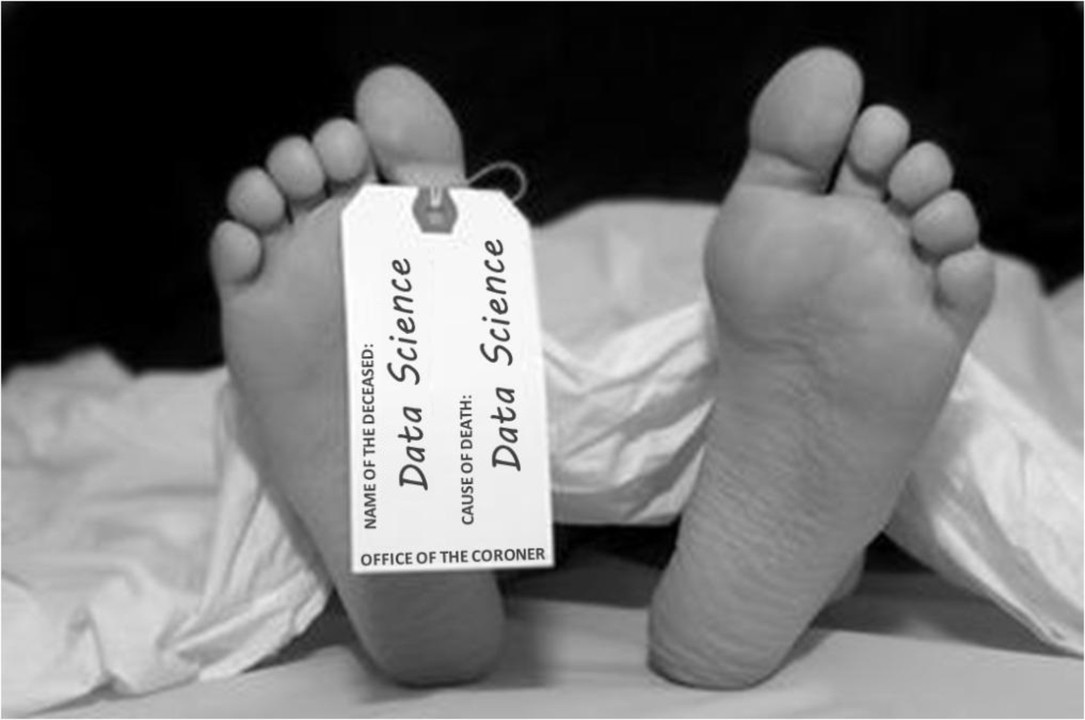 NAME OF THE DECEASED:
Data Science
CAUSE OF DEATH:
Data Science
OFFICE OF THE CORONER